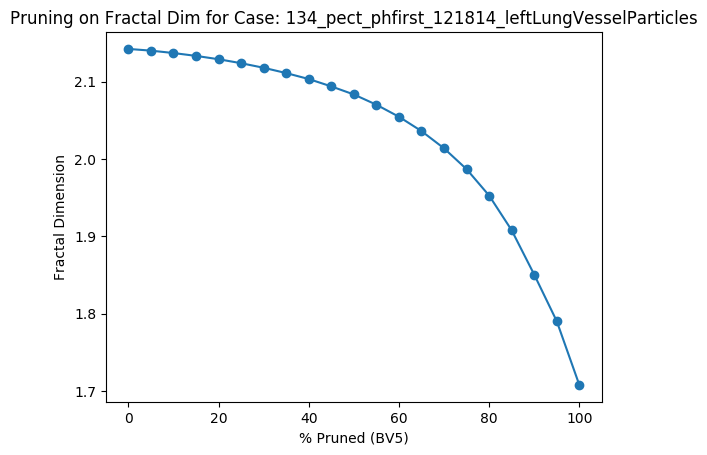 Pruning on Fractal Dim for Case: 134_pect_phfirst_121814_leftLungVesselParticles
Fractal Dimension
2.1
2.0
1.9
1.8
1.7
0 20 40 60 80 100
% Pruned (BV5)